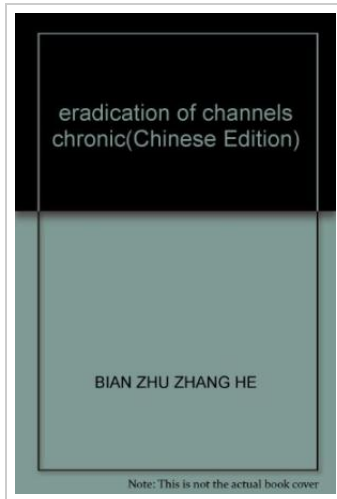 eradication of channels
chronic(Chinese Edition)
BIAN ZHU ZHANG HE
Note: This is not the actual book cover